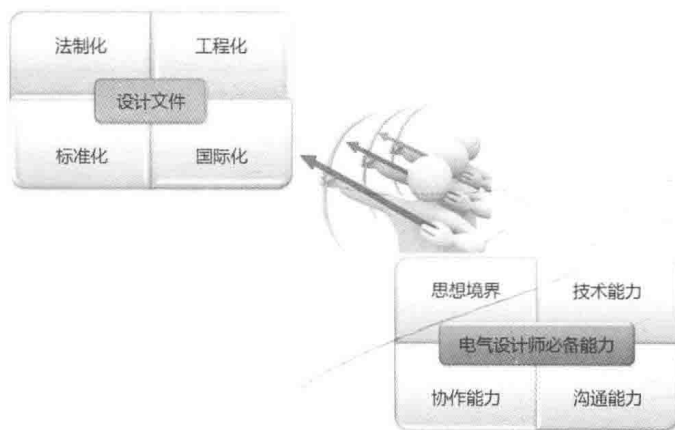 法制化 工程化
设计文件
标准化 国际化
思想境界 技术能力
电气设计师必备能力
协作能力 沟通能力